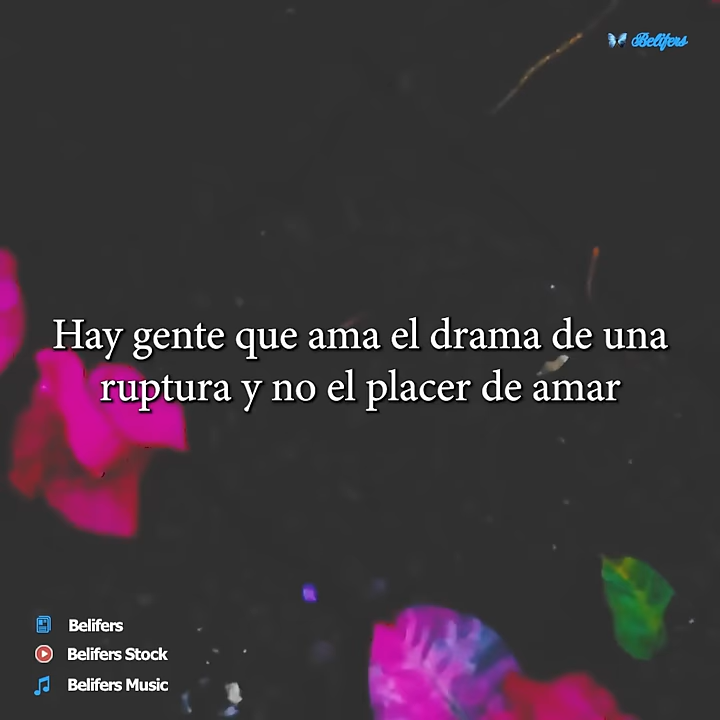 Belifers
Hay gente que ama el drama de una
ruptura y no el placer de amar
Belifers
Belifers Stock
Belifers Music